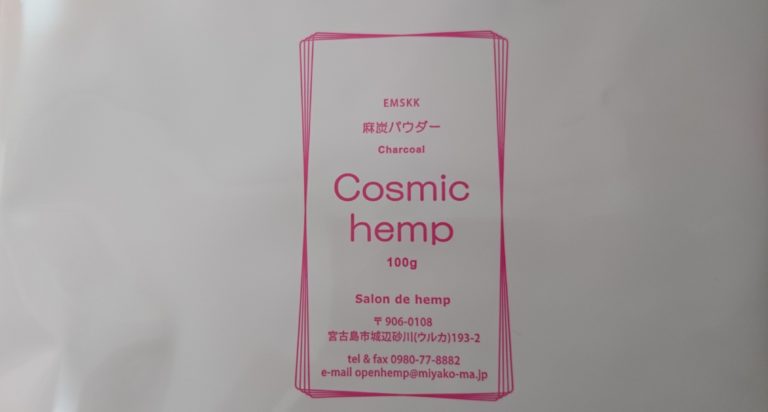 EMSKK
麻炭パウダー
Charcoal
Cosmic
hemp
100g
Salon de hemp
〒906-0108
宮古島市城辺砂川(ウルカ)193-2
tel & fax 0980-77-8882
e-mail openhemp@miyako-ma.jp